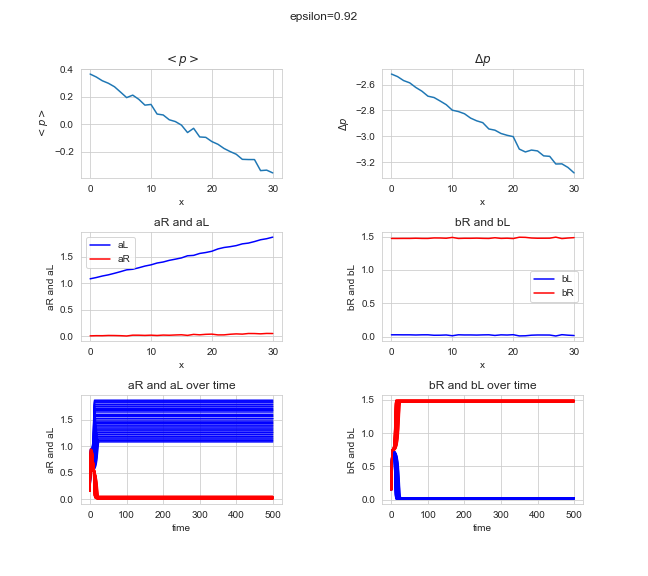 epsilon=0.92
< p >
Δp
0.4
0.2
0.0
−0.2
< p >
0
10
20
30
x
−2.6
−2.8
−3.0
−3.2
Δp
0
10
20
30
x
aR and aL
bR and bL
1.5
1.0
0.5
0.0
aR and aL
aL
aR
0
10
20
30
x
1.5
1.0
0.5
0.0
bR and bL
bL
bR
0
10
20
30
x
aR and aL over time
bR and bL over time
1.5
1.0
0.5
0.0
aR and aL
0
100
200
300
400
500
time
1.5
1.0
0.5
0.0
bR and bL
0
100
200
300
400
500
time